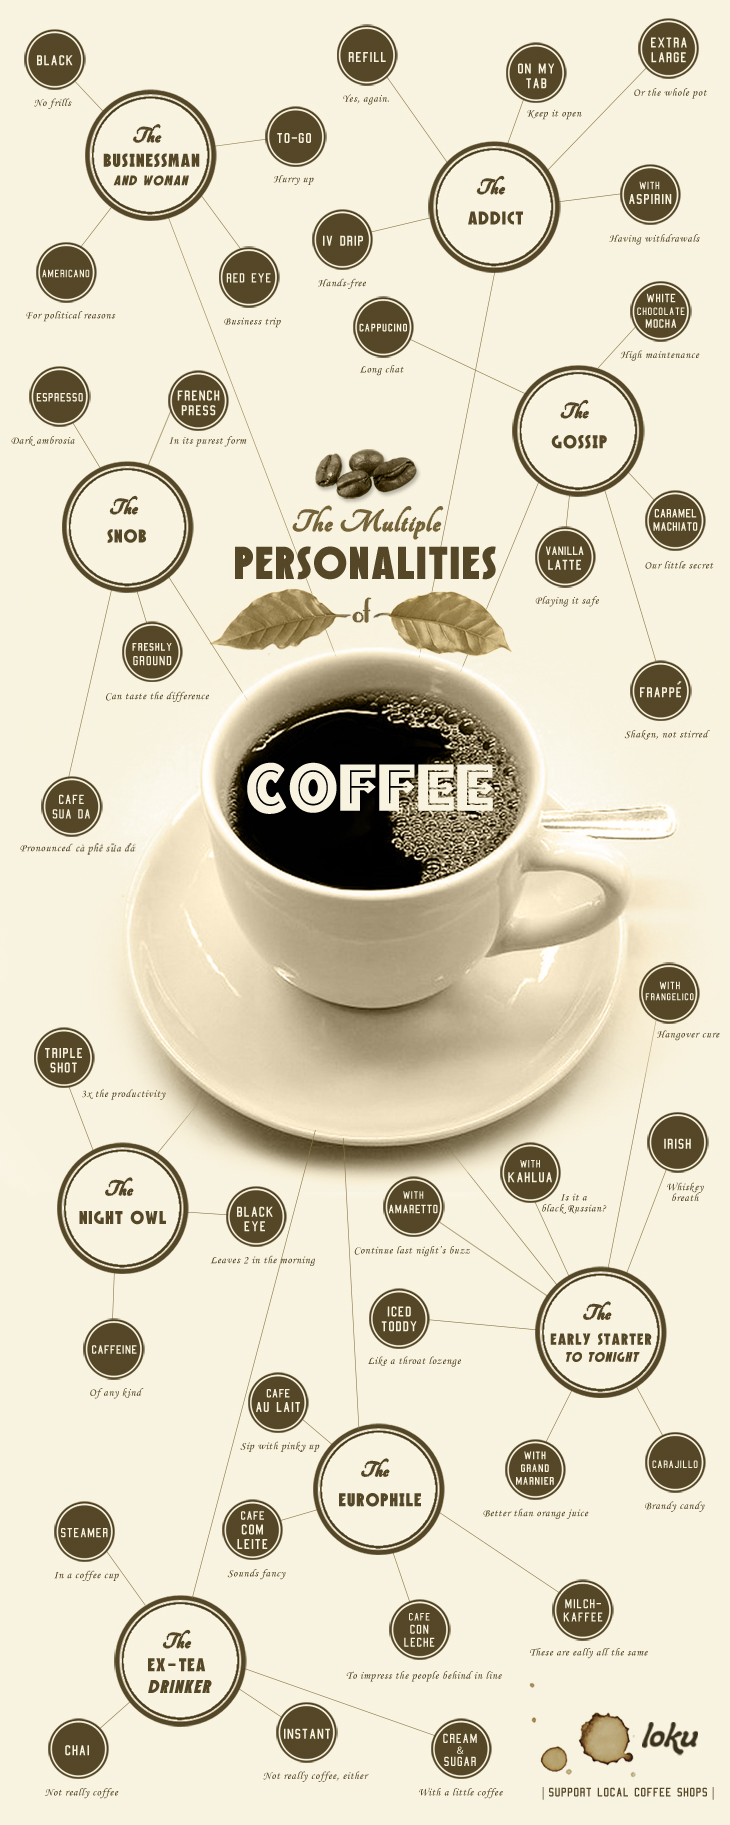 The Multiple
PERSONALITIES
of
COFFEE
The
BUSINESSMAN
AND WOMAN
BLACK
No frills
TO-GO
Hurry up
AMERICANO
For political reasons
RED EYE
Business trip
The
ADDICT
REFILL
Yes, again.
ON MY
TAB
Keep it open
EXTRA
LARGE
Or the whole pot
WITH
ASPIRIN
Having withdrawals
IV DRIP
Hands-free
The
GOSSIP
CAPPUCINO
Long chat
WHITE
CHOCOLATE
MOCHA
High maintenance
CARAMEL
MACHIATO
Our little secret
VANILLA
LATTE
Playing it safe
FRAPPÉ
Shaken, not stirred
The
SNOB
ESPRESSO
Dark ambrosia
FRENCH
PRESS
In its purest form
FRESHLY
GROUND
Can taste the difference
CAFE
SUA DA
Pronounced cà phê sữa đá
The
NIGHT OWL
TRIPLE
SHOT
3x the productivity
BLACK
EYE
Leaves 2 in the morning
CAFFEINE
Of any kind
The
EARLY STARTER
TO TONIGHT
WITH
FRANGELICO
Hangover cure
IRISH
Whiskey
breath
WITH
KAHLUA
Is it a
black Russian?
WITH
AMARETTO
Continue last night's buzz
ICED
TODDY
Like a throat lozenge
WITH
GRAND
MARNIER
Better than orange juice
CARAJILLO
Brandy candy
The
EUROPHILE
CAFE
AU LAIT
Sip with pinky up
CAFE
COM
LEITE
Sounds fancy
CAFE
CON
LECHE
To impress the people behind in line
MILCH-
KAFFEE
These are eally all the same
The
EX-TEA
DRINKER
STEAMER
In a coffee cup
CHAI
Not really coffee
INSTANT
Not really coffee, either
CREAM
&
SUGAR
With a little coffee
loku
| SUPPORT LOCAL COFFEE SHOPS |